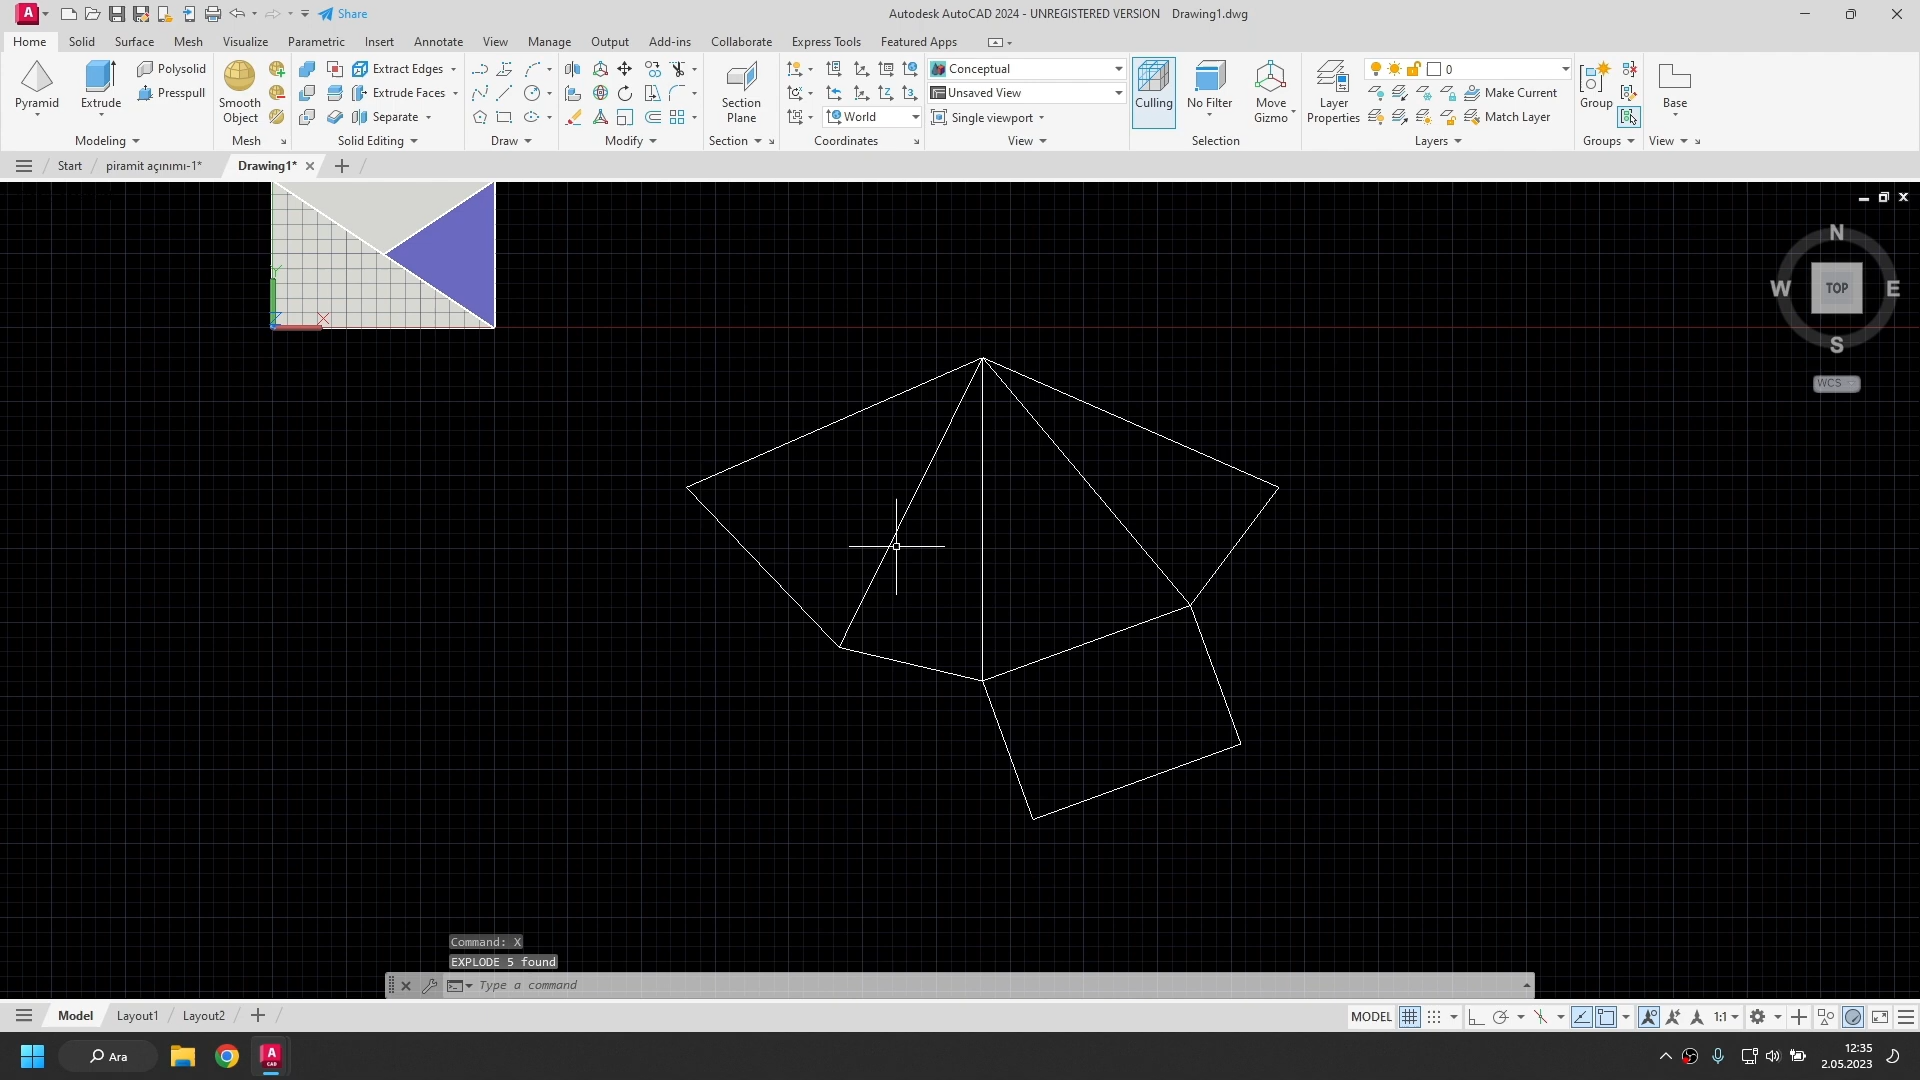 A Share Autodesk AutoCAD 2024 - UNREGISTERED VERSION Drawing1.dwg
Home Solid Surface Mesh Visualize Parametric Insert Annotate View Manage Output Add-ins Collaborate Express Tools Featured Apps
Polysolid Extract Edges Conceptual 0
Pyramid Extrude Presspull Smooth Object Extrude Faces Section Plane Unsaved View Culling No Filter Move Gizmo Layer Properties Make Current Group Base
Separate World Single viewport Match Layer
Modeling Mesh Solid Editing Draw Modify Section Coordinates View Selection Layers Groups View
Start piramit açınımı-1* Drawing1*
N
W TOP E
S
WCS
Y
X
Command: X
EXPLODE 5 found
Type a command
Model Layout1 Layout2 MODEL 1:1
Ara 12:35
2.05.2023